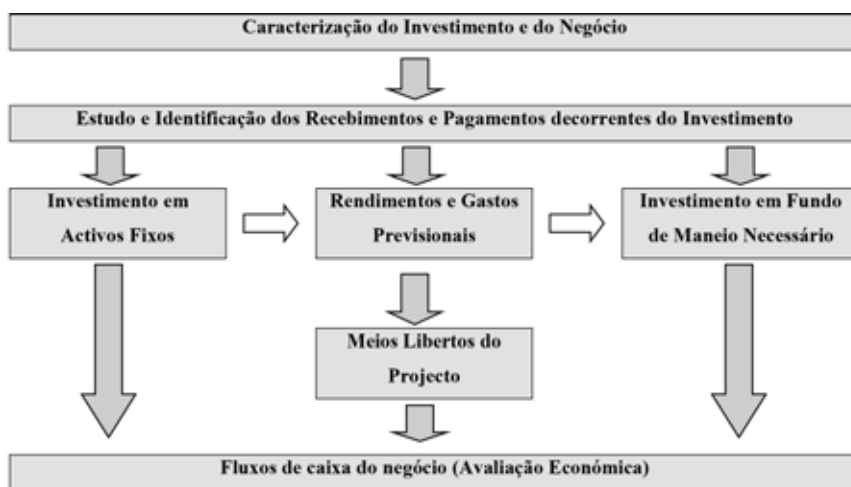 Caracterização do Investimento e do Negócio
Estudo e Identificação dos Recebimentos e Pagamentos decorrentes do Investimento
Investimento em
Activos Fixos
Rendimentos e Gastos
Previsionais
Investimento em Fundo
de Maneio Necessário
Meios Libertos do
Projecto
Fluxos de caixa do negócio (Avaliação Económica)